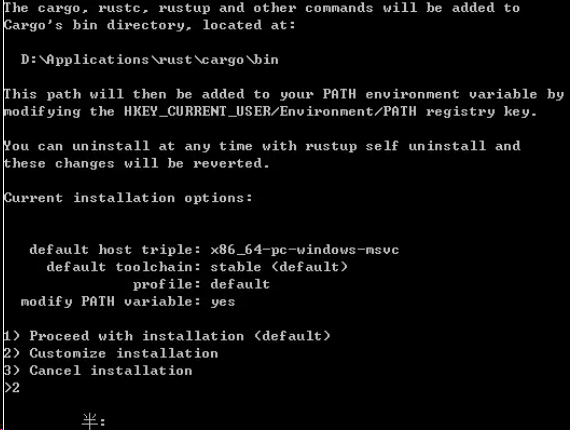 The cargo, rustc, rustup and other commands will be added to
Cargo's bin directory, located at:
D:\Applications\rust\cargo\bin
This path will then be added to your PATH environment variable by
modifying the HKEY_CURRENT_USER/Environment/PATH registry key.
You can uninstall at any time with rustup self uninstall and
these changes will be reverted.
Current installation options:
default host triple: x86_64-pc-windows-msvc
default toolchain: stable (default)
profile: default
modify PATH variable: yes
1) Proceed with installation (default)
2) Customize installation
3) Cancel installation
>2
半: